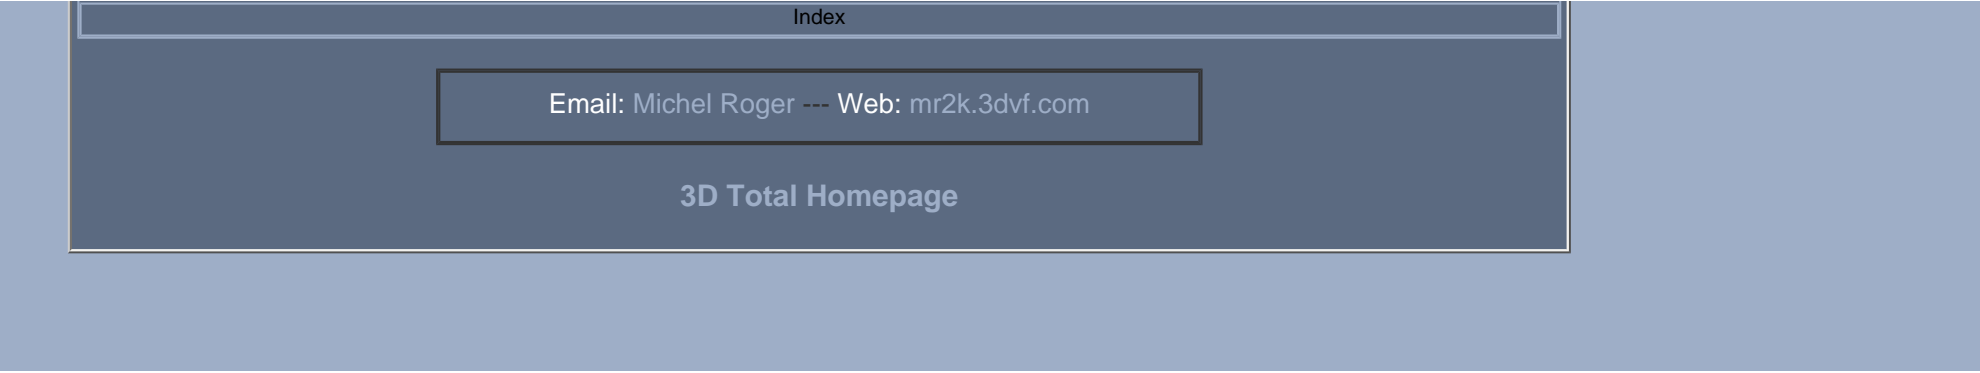 Index
Email: Michel Roger --- Web: mr2k.3dvf.com
3D Total Homepage